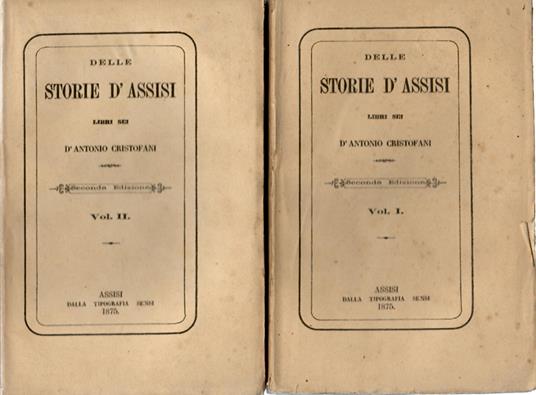 DELLE
STORIE D'ASSISI
LIBRI SEI
D'ANTONIO CRISTOFANI
Seconda Edizione
Vol. II.
ASSISI
DALLA TIPOGRAFIA SENSI
1875.
DELLE
STORIE D'ASSISI
LIBRI SEI
D'ANTONIO CRISTOFANI
Seconda Edizione
Vol. I.
ASSISI
DALLA TIPOGRAFIA SENSI
1875.